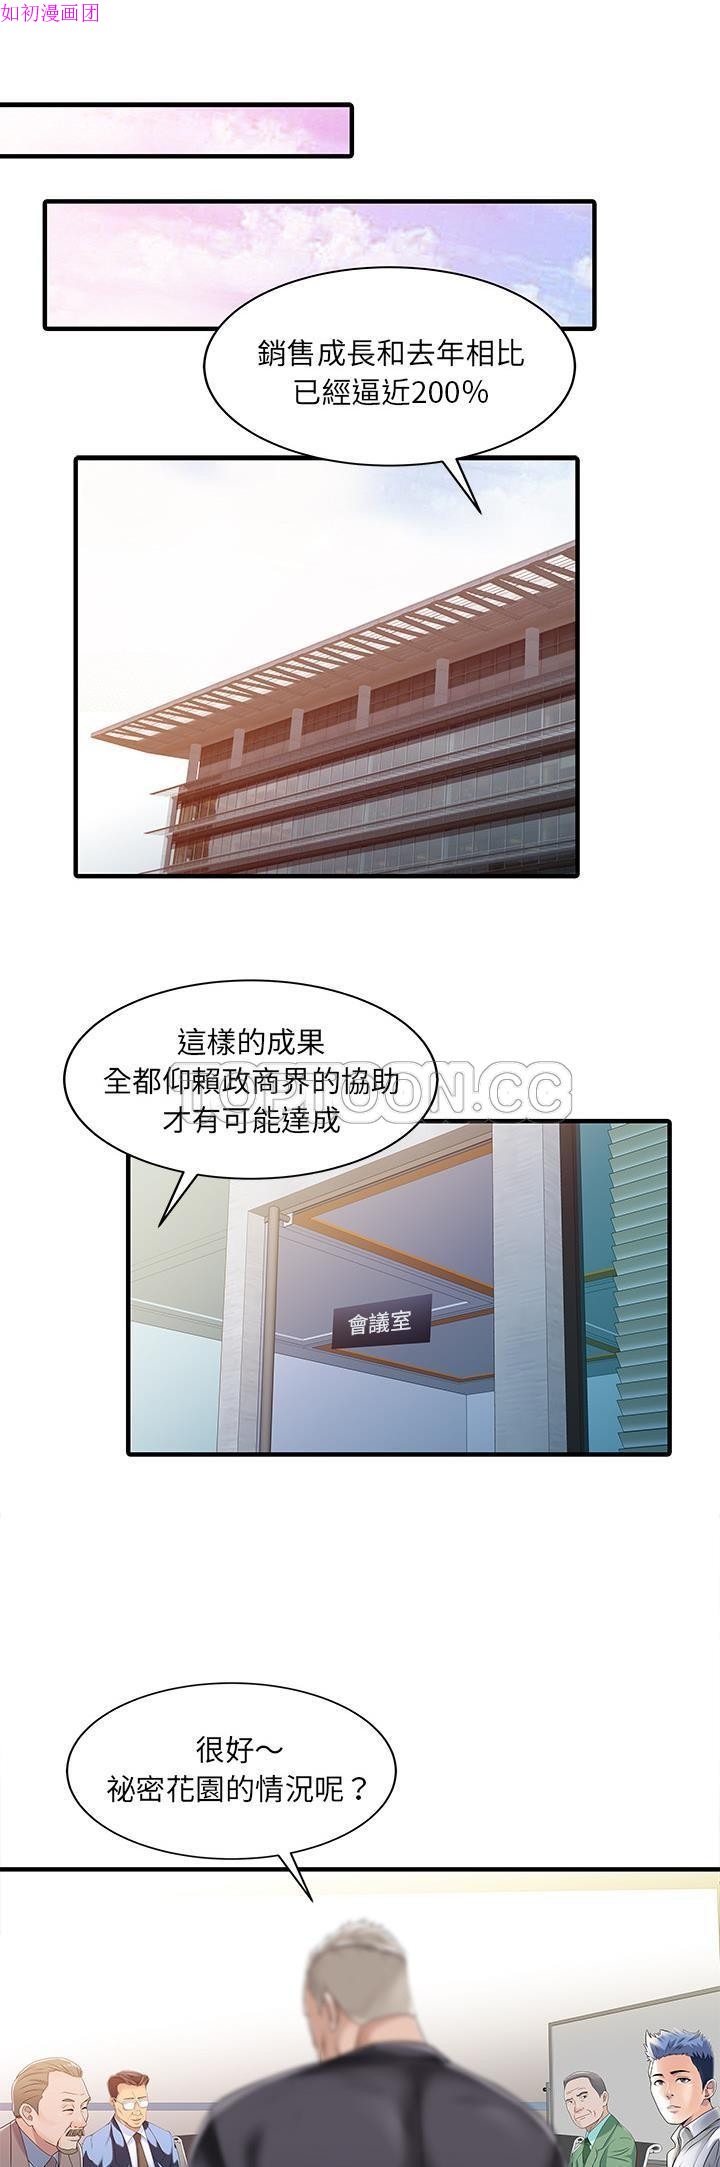 如初漫画团
銷售成長和去年相比
已經逼近200%
這樣的成果
全都仰賴政商界的協助
才有可能達成
TOPTOON.CC
會議室
很好～
祕密花園的情況呢？